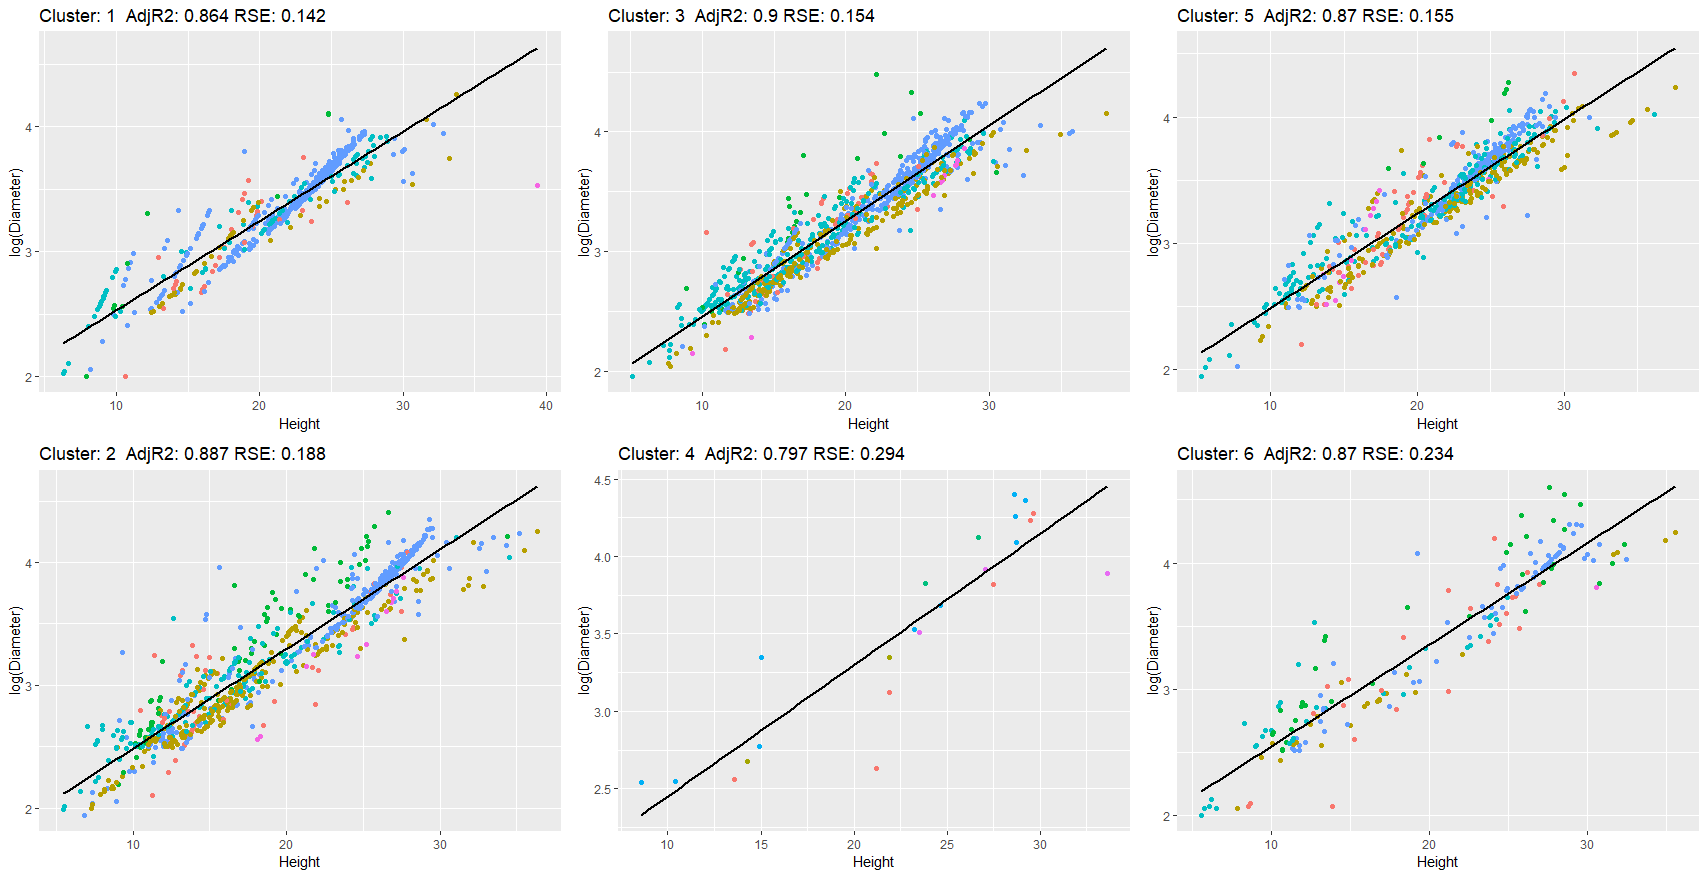 Cluster: 1  AdjR2: 0.864 RSE: 0.142
log(Diameter)
4
3
2
10 20 30 40
Height
Cluster: 3  AdjR2: 0.9 RSE: 0.154
log(Diameter)
4
3
2
10 20 30
Height
Cluster: 5  AdjR2: 0.87 RSE: 0.155
log(Diameter)
4
3
2
10 20 30
Height
Cluster: 2  AdjR2: 0.887 RSE: 0.188
log(Diameter)
4
3
2
10 20 30
Height
Cluster: 4  AdjR2: 0.797 RSE: 0.294
log(Diameter)
4.5
4.0
3.5
3.0
2.5
10 15 20 25 30
Height
Cluster: 6  AdjR2: 0.87 RSE: 0.234
log(Diameter)
4
3
2
10 20 30
Height